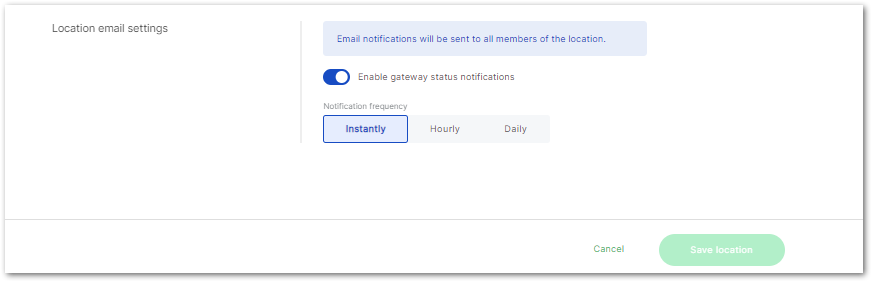 Location email settings
Email notifications will be sent to all members of the location.
Enable gateway status notifications
Notification frequency
Instantly Hourly Daily
Cancel Save location